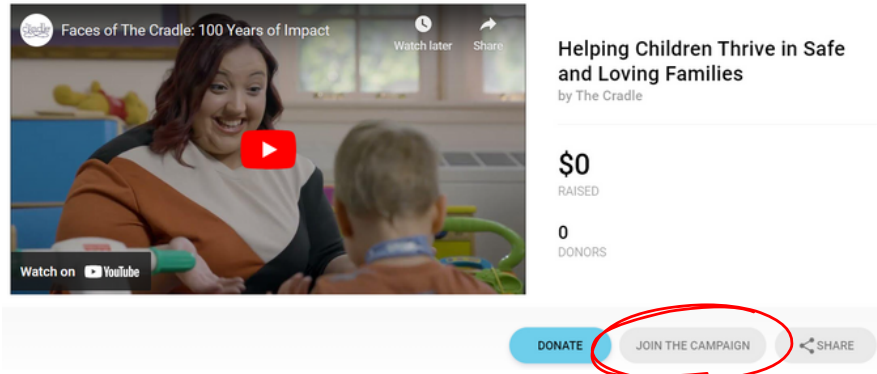 Faces of The Cradle: 100 Years of Impact
Watch later
Share
Watch on YouTube
Helping Children Thrive in Safe
and Loving Families
by The Cradle
$0
RAISED
0
DONORS
DONATE
JOIN THE CAMPAIGN
SHARE